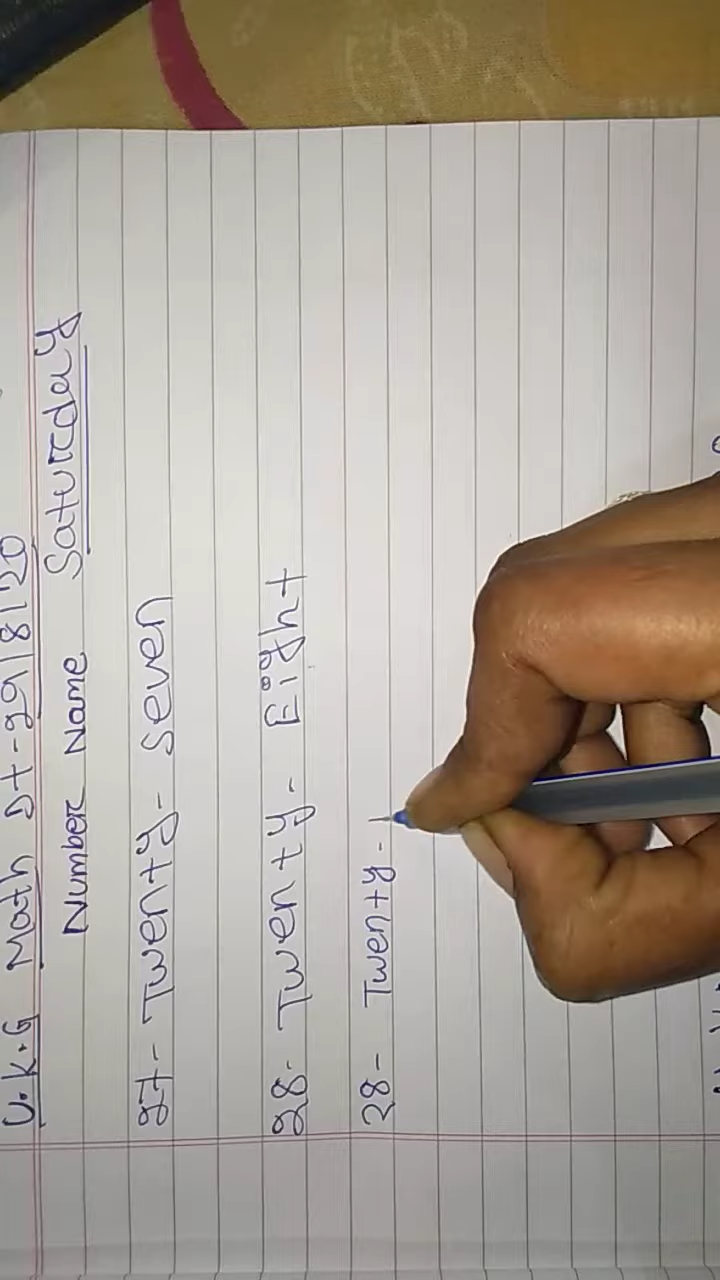 U.K.G Math Dt-29/8/20
Number Name Saturday
27- Twenty- Seven
28- Twenty- Eight
28- Twenty-